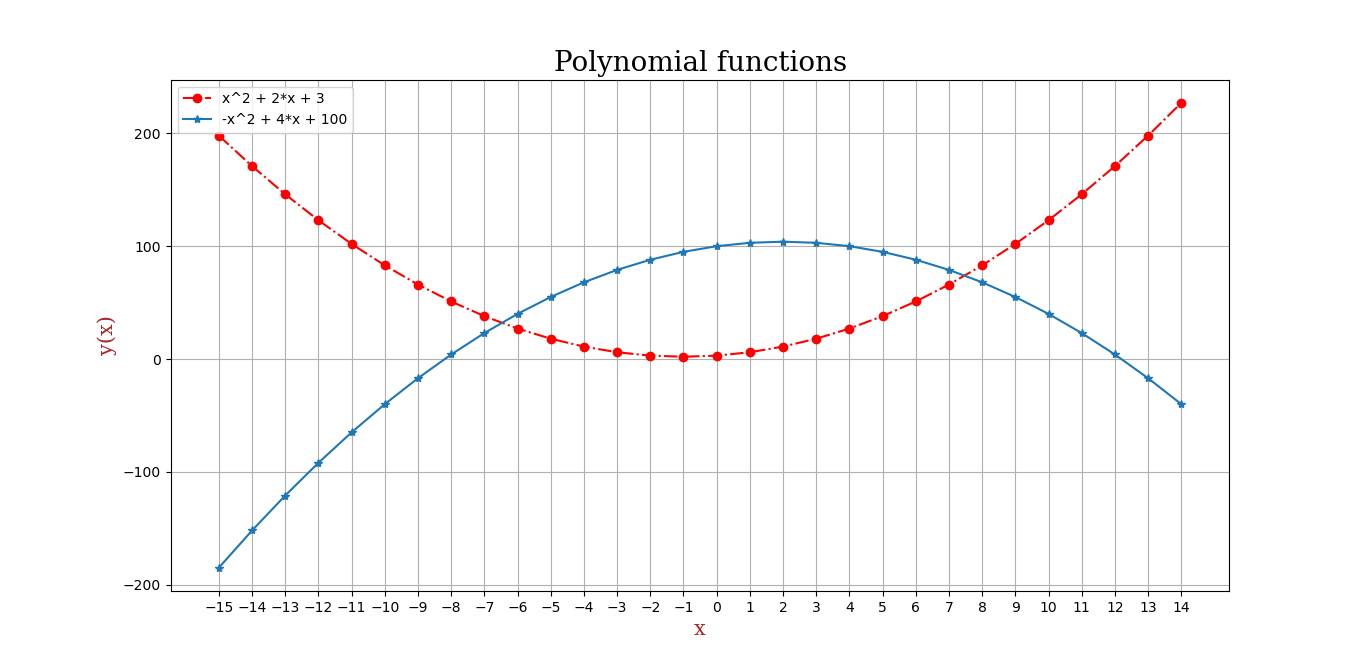 Polynomial functions
x^2 + 2*x + 3
-x^2 + 4*x + 100
200
100
0
−100
−200
y(x)
−15 −14 −13 −12 −11 −10 −9 −8 −7 −6 −5 −4 −3 −2 −1 0 1 2 3 4 5 6 7 8 9 10 11 12 13 14
x